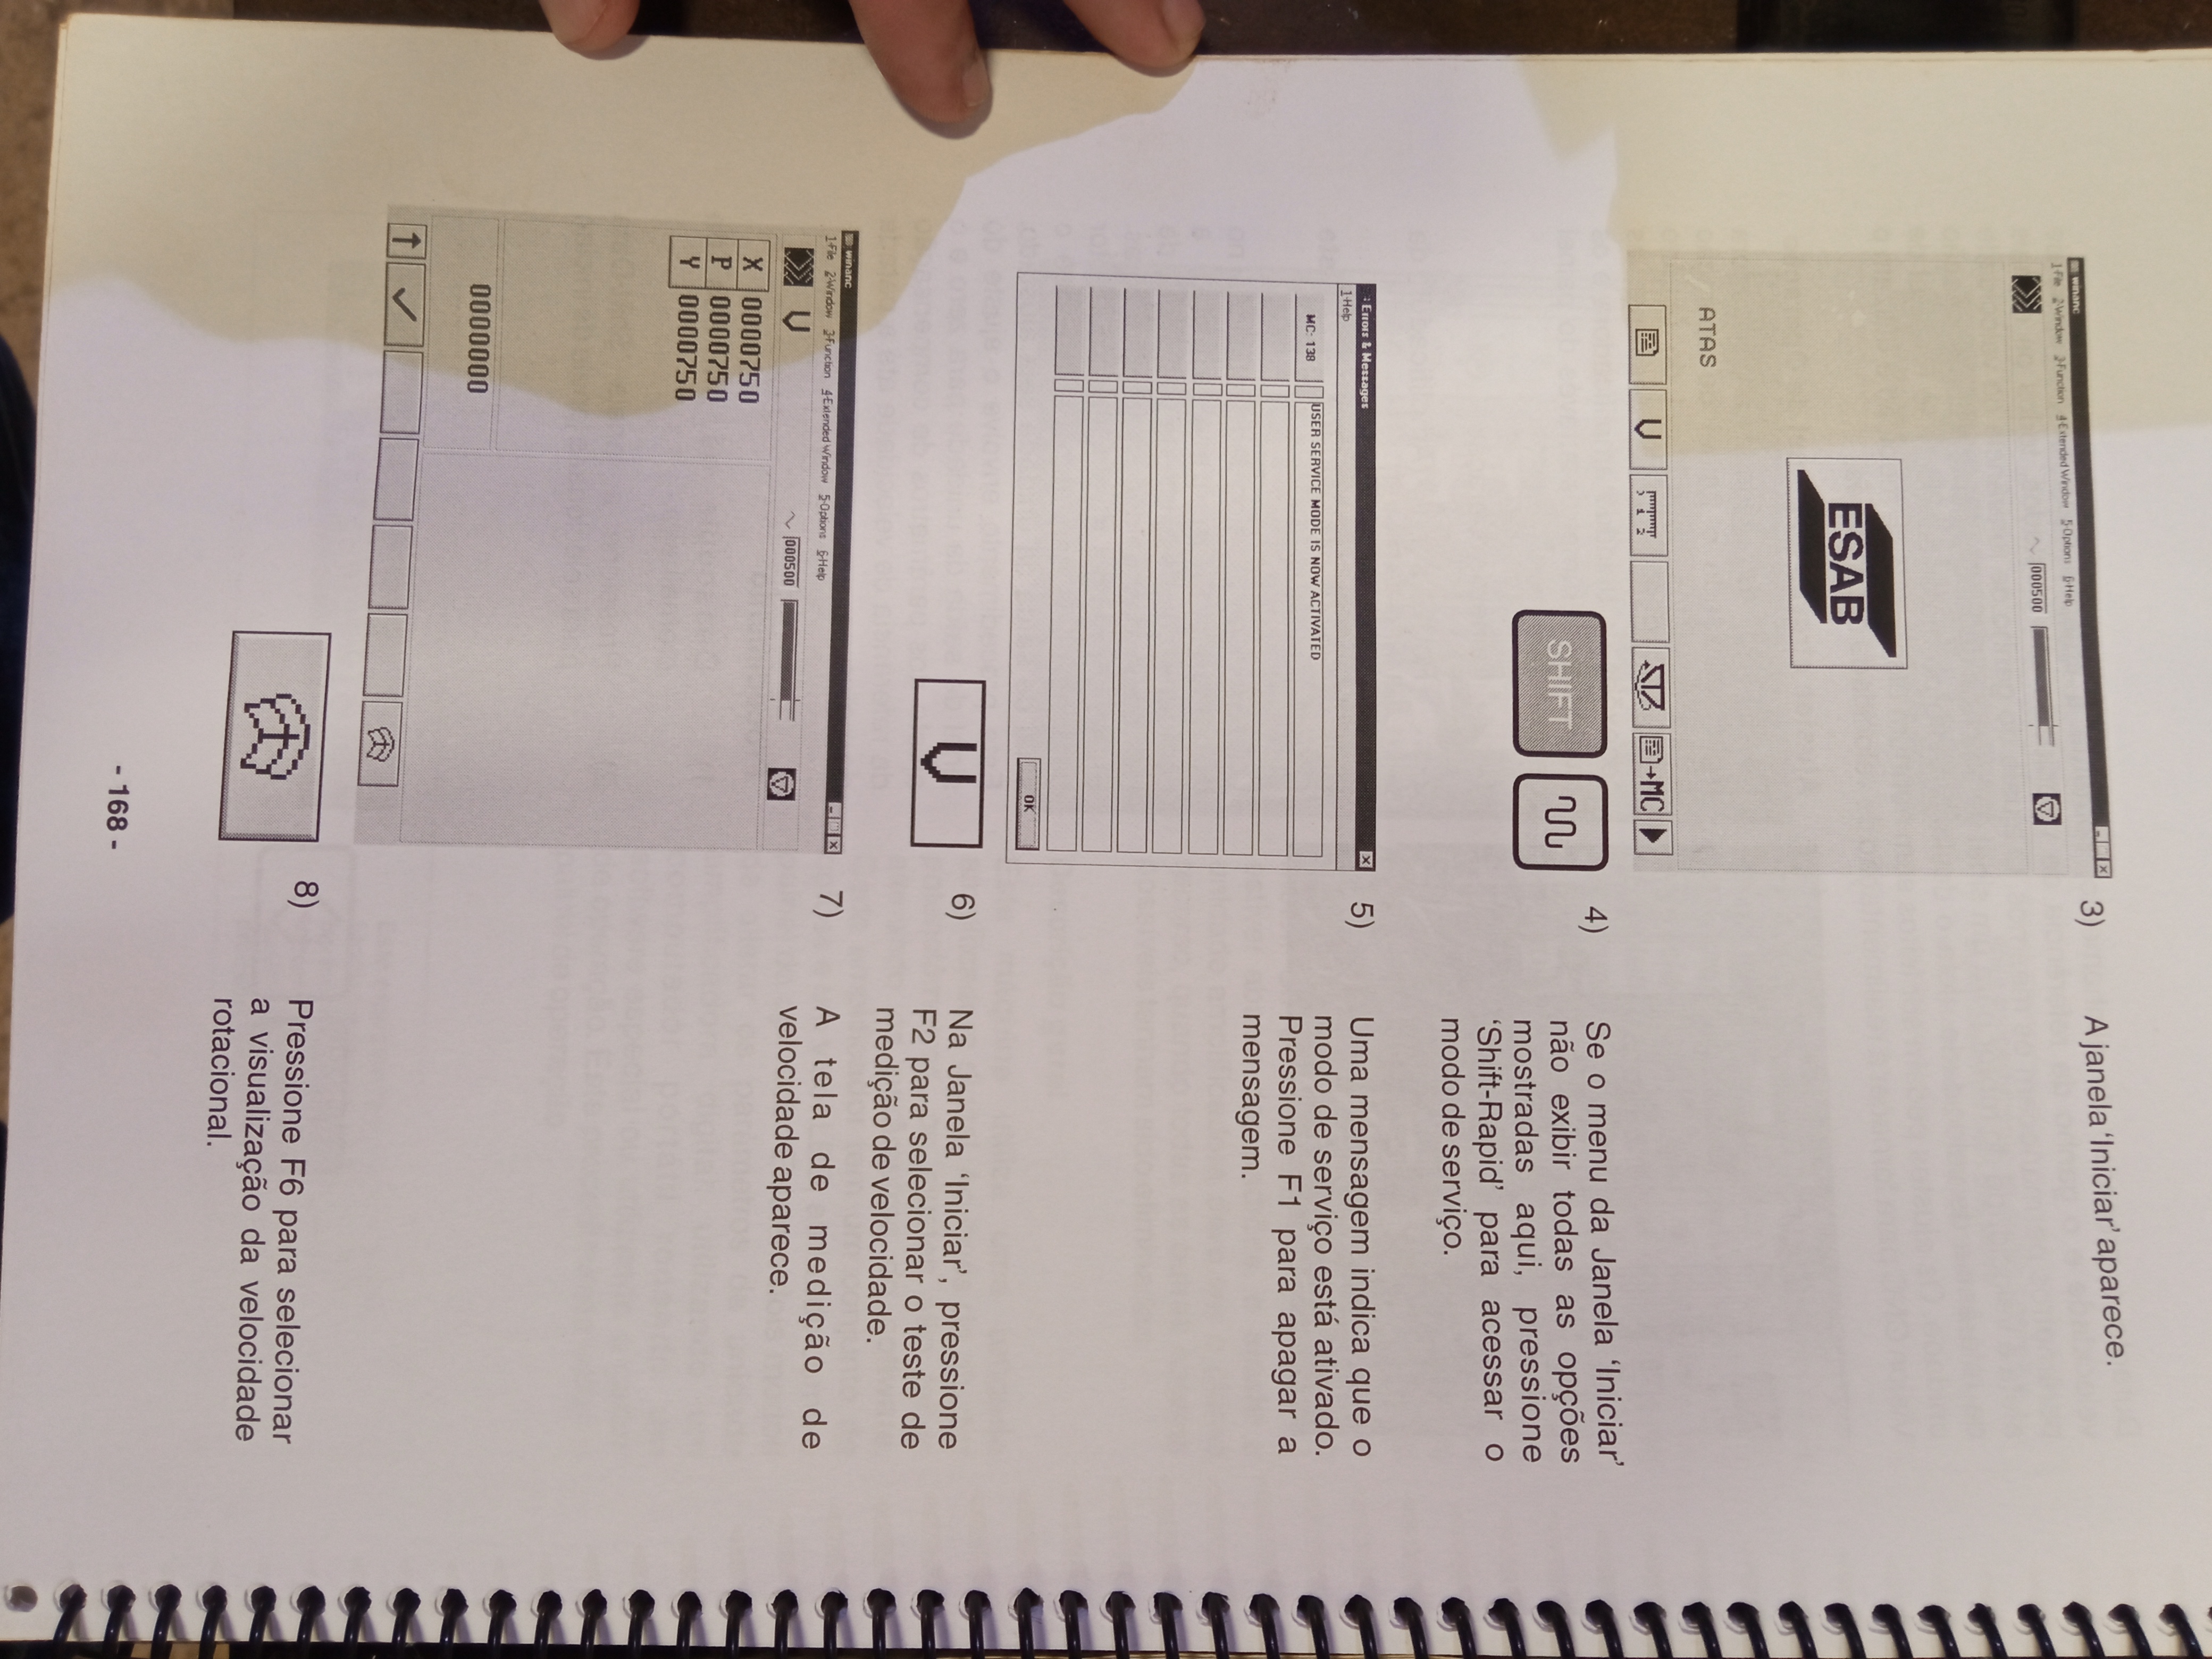 winanc
1-File 2-Window 3-Function 4-Extended Window 5-Options 6-Help
000500
ESAB
ATAS
V
0 1 2
→MC
3) A janela ‘Iniciar’ aparece.
SHIFT
4) Se o menu da Janela ‘Iniciar’
não exibir todas as opções
mostradas aqui, pressione
‘Shift-Rapid’ para acessar o
modo de serviço.
: Errors & Messages
1-Help
MC: 138 USER SERVICE MODE IS NOW ACTIVATED
OK
5) Uma mensagem indica que o
modo de serviço está ativado.
Pressione F1 para apagar a
mensagem.
V
6) Na Janela ‘Iniciar’, pressione
F2 para selecionar o teste de
medição de velocidade.
winanc
1-File 2-Window 3-Function 4-Extended Window 5-Options 6-Help
V 000500
X 0000750
P 0000750
Y 0000750
0000000
7) A tela de medição de
velocidade aparece.
8) Pressione F6 para selecionar
a visualização da velocidade
rotacional.
- 168 -